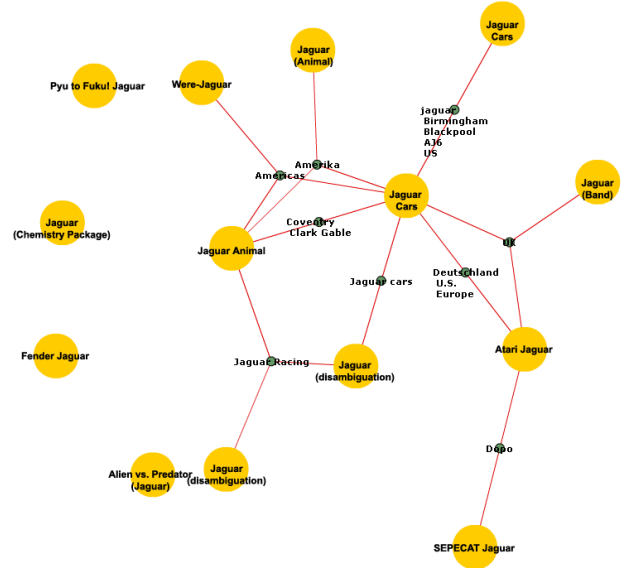 Jaguar
Cars
Jaguar
(Animal)
Pyu to Fuku! Jaguar
Were-Jaguar
jaguar
Birmingham
Blackpool
AJ6
US
Amerika
Americas
Jaguar
Cars
Jaguar
(Band)
Jaguar
(Chemistry Package)
Coventry
Clark Gable
Jaguar Animal
UK
Deutschland
U.S.
Europe
Jaguar cars
Fender Jaguar
Atari Jaguar
Jaguar Racing
Jaguar
(disambiguation)
Dopo
Alien vs. Predator
(Jaguar)
Jaguar
(disambiguation)
SEPECAT Jaguar